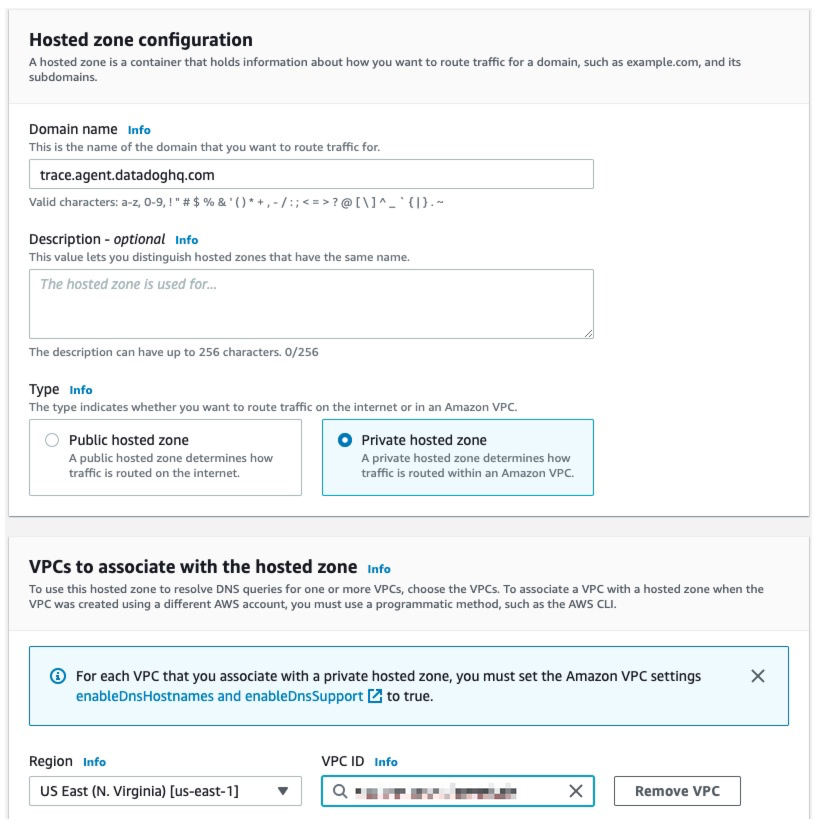 Hosted zone configuration
A hosted zone is a container that holds information about how you want to route traffic for a domain, such as example.com, and its
subdomains.
Domain name Info
This is the name of the domain that you want to route traffic for.
trace.agent.datadoghq.com
Valid characters: a-z, 0-9, ! " # $ % & ' ( ) * + , - / : ; < = > ? @ [ \ ] ^ _ ` { | } . ~
Description - optional Info
This value lets you distinguish hosted zones that have the same name.
The hosted zone is used for...
The description can have up to 256 characters. 0/256
Type Info
The type indicates whether you want to route traffic on the internet or in an Amazon VPC.
Public hosted zone
A public hosted zone determines how
traffic is routed on the internet.
Private hosted zone
A private hosted zone determines how
traffic is routed within an Amazon VPC.
VPCs to associate with the hosted zone Info
To use this hosted zone to resolve DNS queries for one or more VPCs, choose the VPCs. To associate a VPC with a hosted zone when the
VPC was created using a different AWS account, you must use a programmatic method, such as the AWS CLI.
For each VPC that you associate with a private hosted zone, you must set the Amazon VPC settings
enableDnsHostnames and enableDnsSupport to true.
Region Info
VPC ID Info
US East (N. Virginia) [us-east-1]
Remove VPC